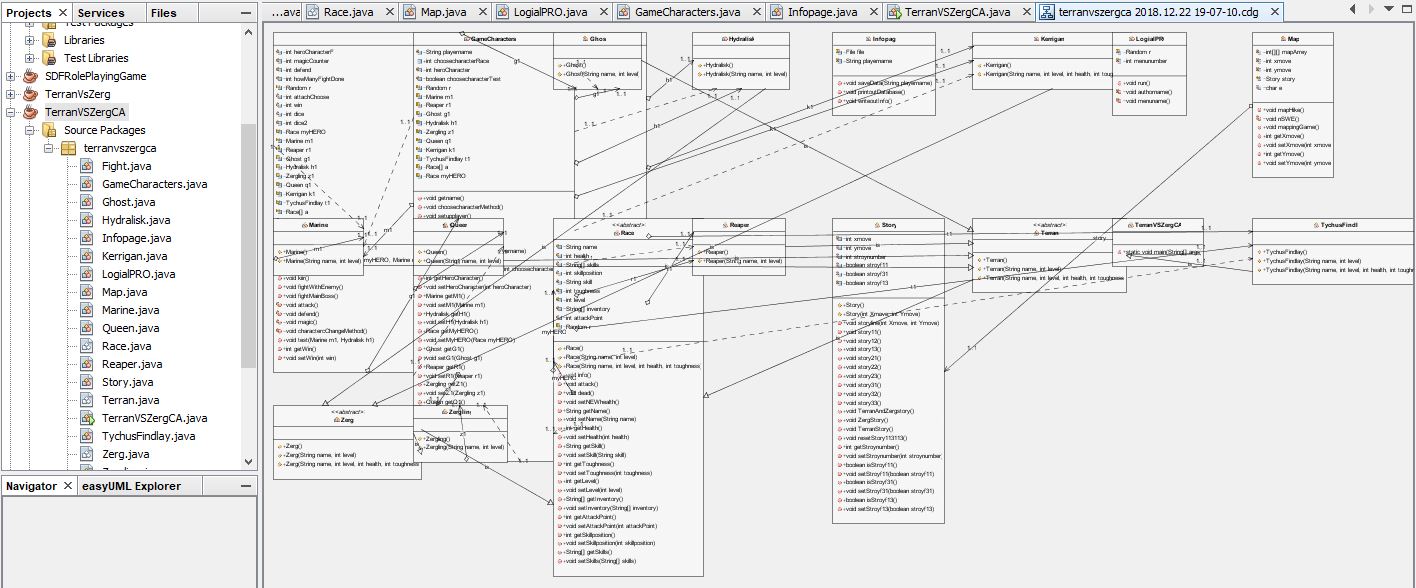 Projects
Services
Files
Test Packages
Libraries
Test Libraries
SDFRolePlayingGame
TerranVsZerg
TerranVSZergCA
Source Packages
terranvszergca
Fight.java
GameCharacters.java
Ghost.java
Hydralisk.java
Infopage.java
Kerrigan.java
LogialPRO.java
Map.java
Marine.java
Queen.java
Race.java
Reaper.java
Story.java
Terran.java
TerranVSZergCA.java
TychusFindlay.java
Zerg.java
Navigator
easyUML Explorer
...ava
Race.java
Map.java
LogialPRO.java
GameCharacters.java
Infopage.java
TerranVSZergCA.java
terranvszergca 2018.12.22 19-07-10.cdg
-int heroCharacterF
-int magicCounter
-int defend
-int howManyFightDone
-Random r
-int attachChoose
-int win
-int dice
-int dice2
-Race myHERO
-Marine m1
-Reaper r1
-Ghost g1
-Hydralisk h1
-Zergling z1
-Queen q1
-Kerrigan k1
-TychusFindlay t1
-Race[] a
+void kiir()
+void fightWithEnemy()
+void fightMainBoss()
+void attack()
+void defend()
+void magic()
-void charactercChangeMethod()
+void test(Marine m1, Hydralisk h1)
+int getWin()
+void setWin(int win)
GameCharacters
-String playername
-int choosecharacterRace
-int heroCharacter
-boolean choosecharacterText
-Random r
-Marine m1
-Reaper r1
-Ghost g1
-Hydralisk h1
-Zergling z1
-Queen q1
-Kerrigan k1
-TychusFindlay t1
-Race[] a
-Race myHERO
+void getname()
+void choosecharacterMethod()
+void setupplayer()
+int getHeroCharacter()
+void setHeroCharacter(int heroCharacter)
+Marine getM1()
+void setM1(Marine m1)
+Hydralisk getH1()
+void setH1(Hydralisk h1)
+Race getMyHERO()
+void setMyHERO(Race myHERO)
+Ghost getG1()
+void setG1(Ghost g1)
+Reaper getR1()
+void setR1(Reaper r1)
+Zergling getZ1()
+void setZ1(Zergling z1)
+Queen getQ1()
Ghos
+Ghost()
+Ghost(String name, int level)
Hydralisk
+Hydralisk()
+Hydralisk(String name, int level)
Infopag
-File file
-String playername
+void saveData(String playername)
+void printoutDatabase()
+void writeoutInfo()
Kerrigan
+Kerrigan()
+Kerrigan(String name, int level, int health, int toug
LogialPR
-Random r
-int menunumber
+void run()
-void authorname()
-void menuname()
Map
-int[][] mapArray
-int xmove
-int ymove
-Story story
-char e
+void mapHike()
-void nSWE()
+void mappingGame()
+int getXmove()
+void setXmove(int xmove
+int getYmove()
+void setYmove(int ymove
Marine
+Marine()
+Marine(String name, int level)
Queer
+Queen()
+Queen(String name, int level)
<<abstract>
Race
-String name
-int health
-String[] skills
-int skillposition
-String skill
-int toughness
-int level
-String[] inventory
-int attackPoint
-Random r
+Race()
+Race(String name, int level)
+Race(String name, int level, int health, int toughness
+void info()
+void attack()
+void dead()
+void setNEWhealth()
+String getName()
+void setName(String name)
+int getHealth()
+void setHealth(int health)
+String getSkill()
+void setSkill(String skill)
+int getToughness()
+void setToughness(int toughness)
+int getLevel()
+void setLevel(int level)
+String[] getInventory()
+void setInventory(String[] inventory)
+int getAttackPoint()
+void setAttackPoint(int attackPoint)
+int getSkillposition()
+void setSkillposition(int skillposition)
+String[] getSkills()
+void setSkills(String[] skills)
Reaper
+Reaper()
+Reaper(String name, int level)
Story
-int xmove
-int ymove
-int stroynumber
-boolean stroyf11
-boolean stroyf31
-boolean stroyf13
+Story()
+Story(int Xmove, int Ymove)
+void storyline(int Xmove, int Ymove)
+void story11()
+void story12()
+void story13()
+void story21()
+void story22()
+void story23()
+void story31()
+void story32()
+void story33()
+void TerranAndZergstory()
+void ZergStory()
+void TerranStory()
+void resetStory113113()
+int getStroynumber()
+void setStroynumber(int stroynumber)
+boolean isStroyf11()
+void setStroyf11(boolean stroyf11)
+boolean isStroyf31()
+void setStroyf31(boolean stroyf31)
+boolean isStroyf13()
+void setStroyf13(boolean stroyf13)
<<abstract>
Terran
+Terran()
+Terran(String name, int level)
+Terran(String name, int level, int health, int toughness
TerranVSZergCA
+static void main(String[] args)
TychusFindl
+TychusFindlay()
+TychusFindlay(String name, int level)
+TychusFindlay(String name, int level, int health, int toughn
<<abstract>
Zerg
+Zerg()
+Zerg(String name, int level)
+Zerg(String name, int level, int health, int toughness
Zergling
+Zergling()
+Zergling(String name, int level)